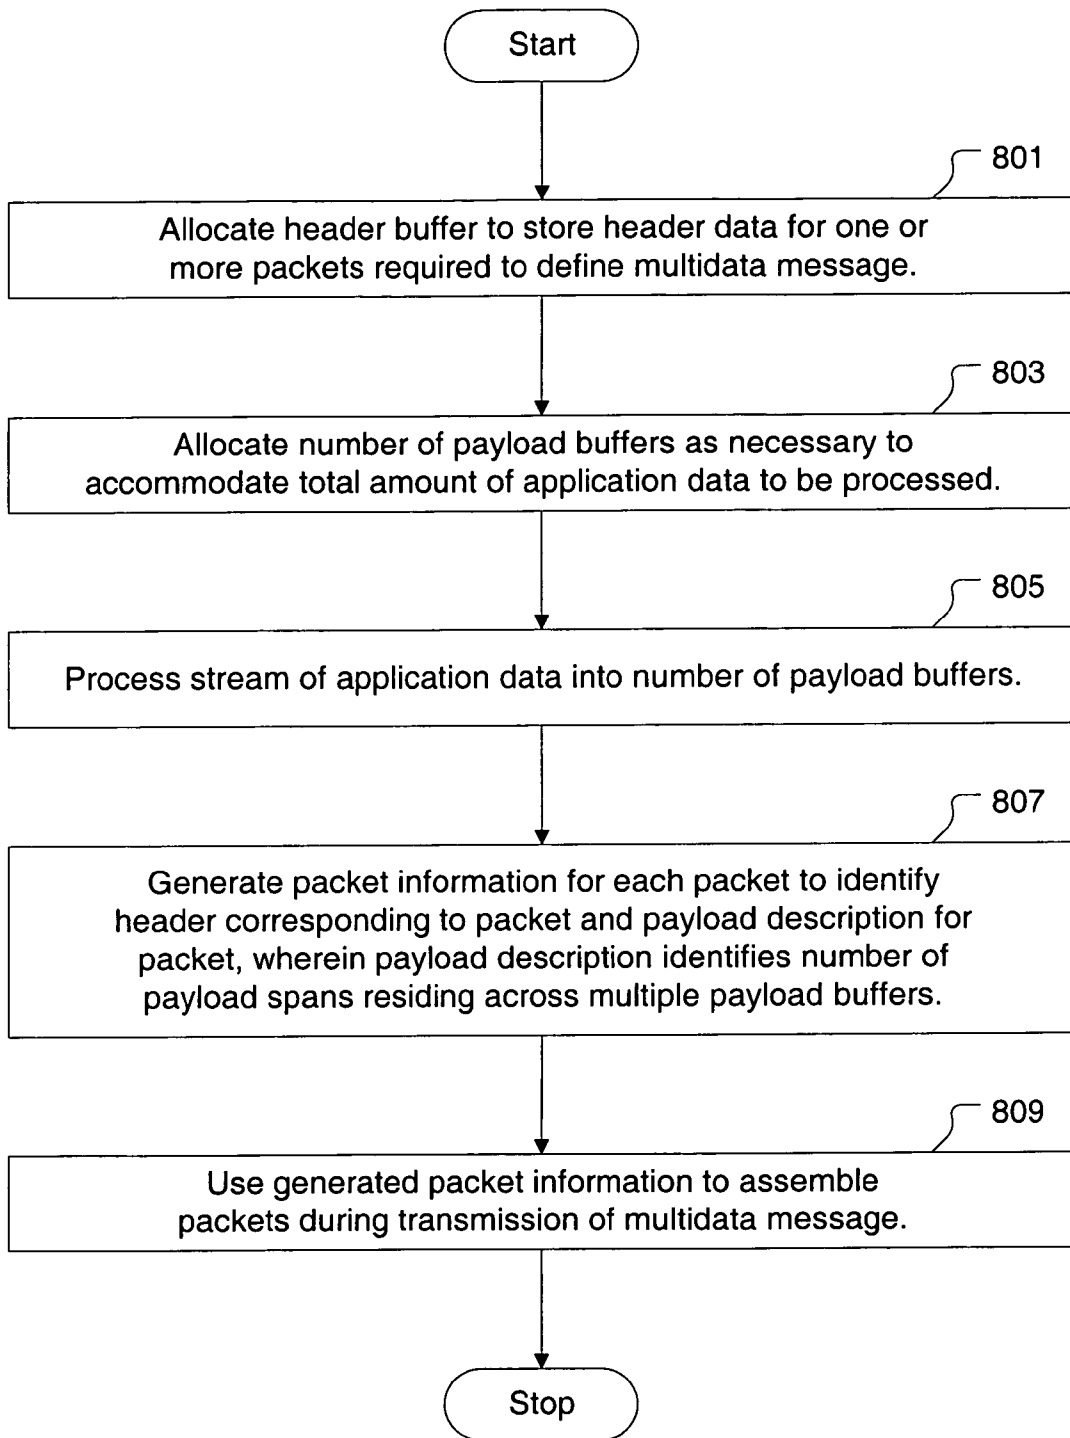 Start
801
Allocate header buffer to store header data for one or
more packets required to define multidata message.
803
Allocate number of payload buffers as necessary to
accommodate total amount of application data to be processed.
805
Process stream of application data into number of payload buffers.
807
Generate packet information for each packet to identify
header corresponding to packet and payload description for
packet, wherein payload description identifies number of
payload spans residing across multiple payload buffers.
809
Use generated packet information to assemble
packets during transmission of multidata message.
Stop